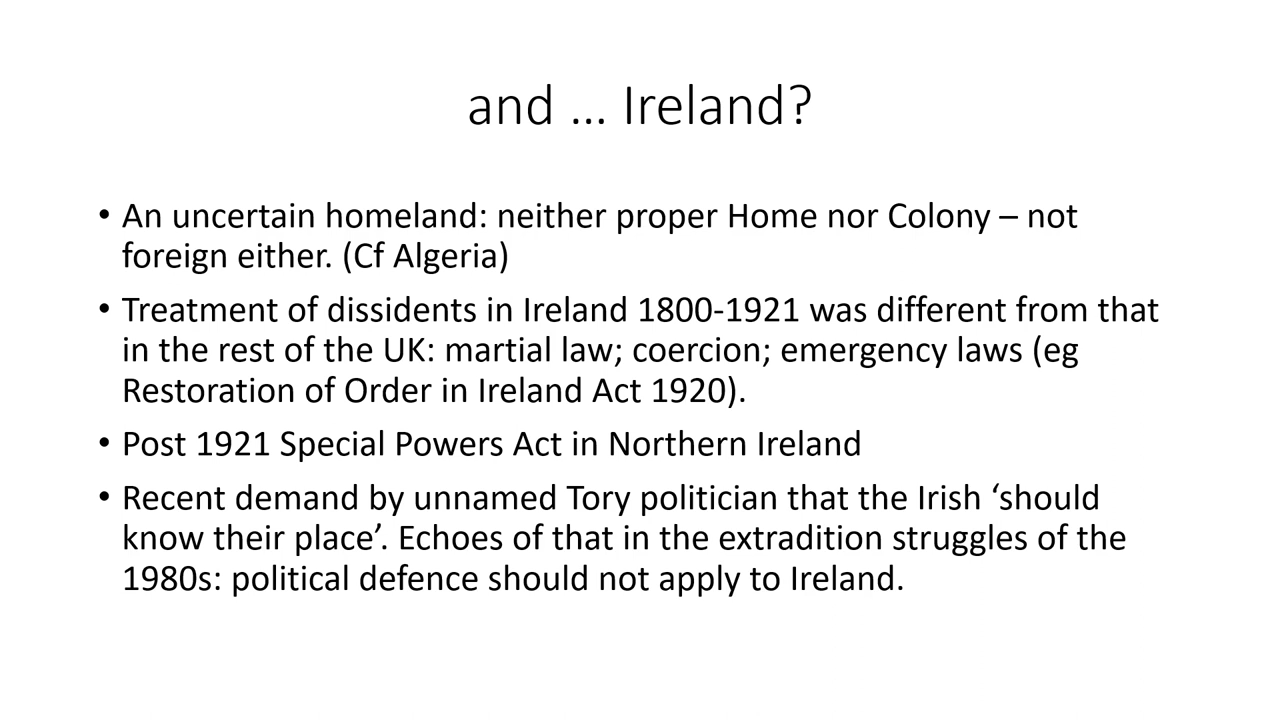 and … Ireland?
• An uncertain homeland: neither proper Home nor Colony – not
foreign either. (Cf Algeria)
• Treatment of dissidents in Ireland 1800-1921 was different from that
in the rest of the UK: martial law; coercion; emergency laws (eg
Restoration of Order in Ireland Act 1920).
• Post 1921 Special Powers Act in Northern Ireland
• Recent demand by unnamed Tory politician that the Irish ‘should
know their place’. Echoes of that in the extradition struggles of the
1980s: political defence should not apply to Ireland.